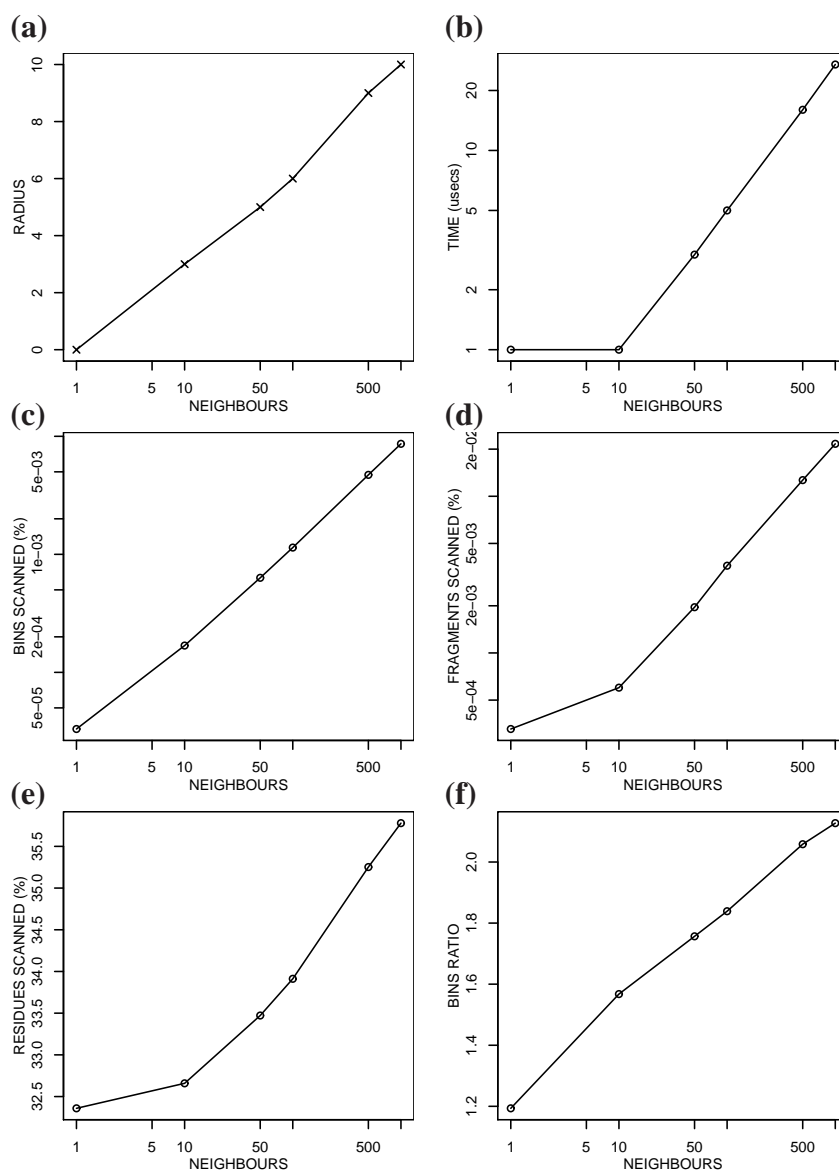 (a)
10
8
6
4
2
0
RADIUS
1 5 10 50 500
NEIGHBOURS
(b)
20
10
5
2
1
TIME (usecs)
1 5 10 50 500
NEIGHBOURS
(c)
5e−03
1e−03
2e−04
5e−05
BINS SCANNED (%)
1 5 10 50 500
NEIGHBOURS
(d)
2e−02
5e−03
2e−03
5e−04
FRAGMENTS SCANNED (%)
1 5 10 50 500
NEIGHBOURS
(e)
35.5
35.0
34.5
34.0
33.5
33.0
32.5
RESIDUES SCANNED (%)
1 5 10 50 500
NEIGHBOURS
(f)
2.0
1.8
1.6
1.4
1.2
BINS RATIO
1 5 10 50 500
NEIGHBOURS